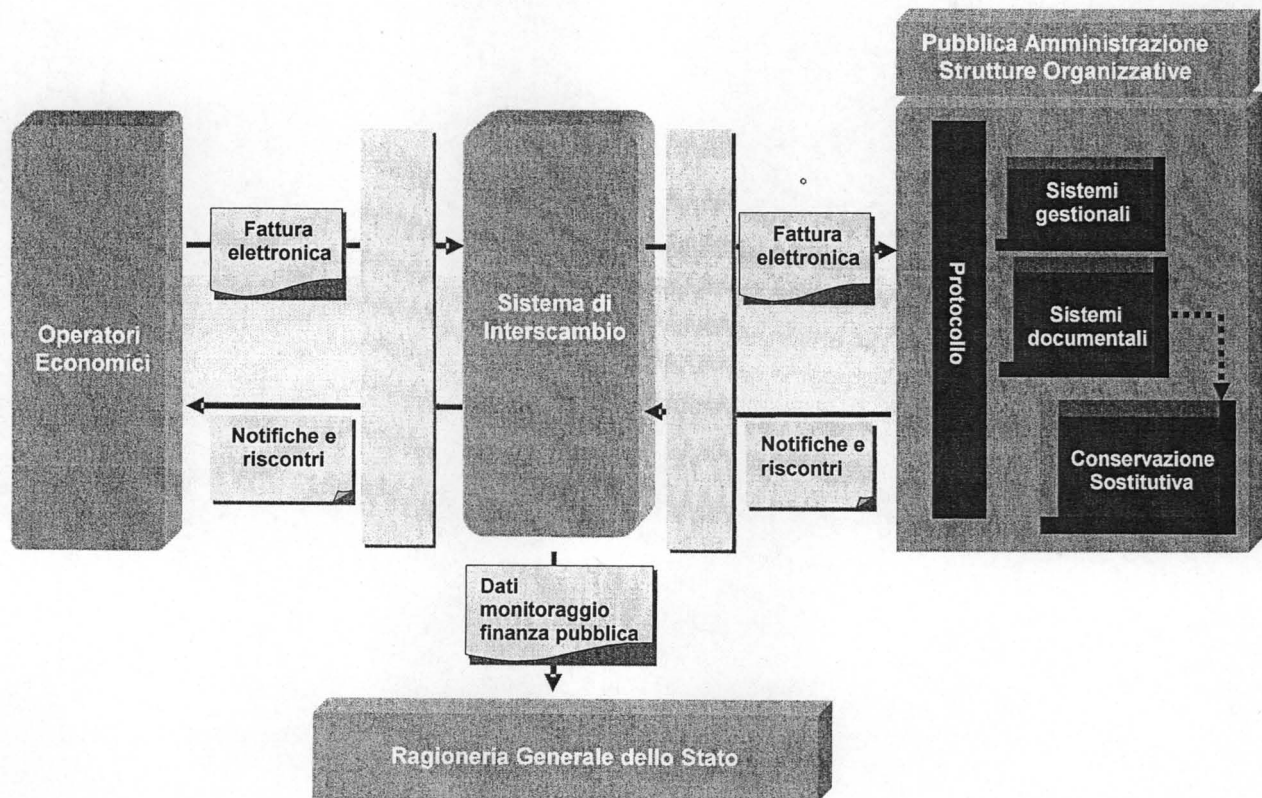 Pubblica Amministrazione
Strutture Organizzative
Operatori
Economici
Fattura
elettronica
Notifiche e
riscontri
Sistema di
Interscambio
Fattura
elettronica
Notifiche e
riscontri
Protocollo
Sistemi
gestionali
Sistemi
documentali
Conservazione
Sostitutiva
Dati
monitoraggio
finanza pubblica
Ragioneria Generale dello Stato